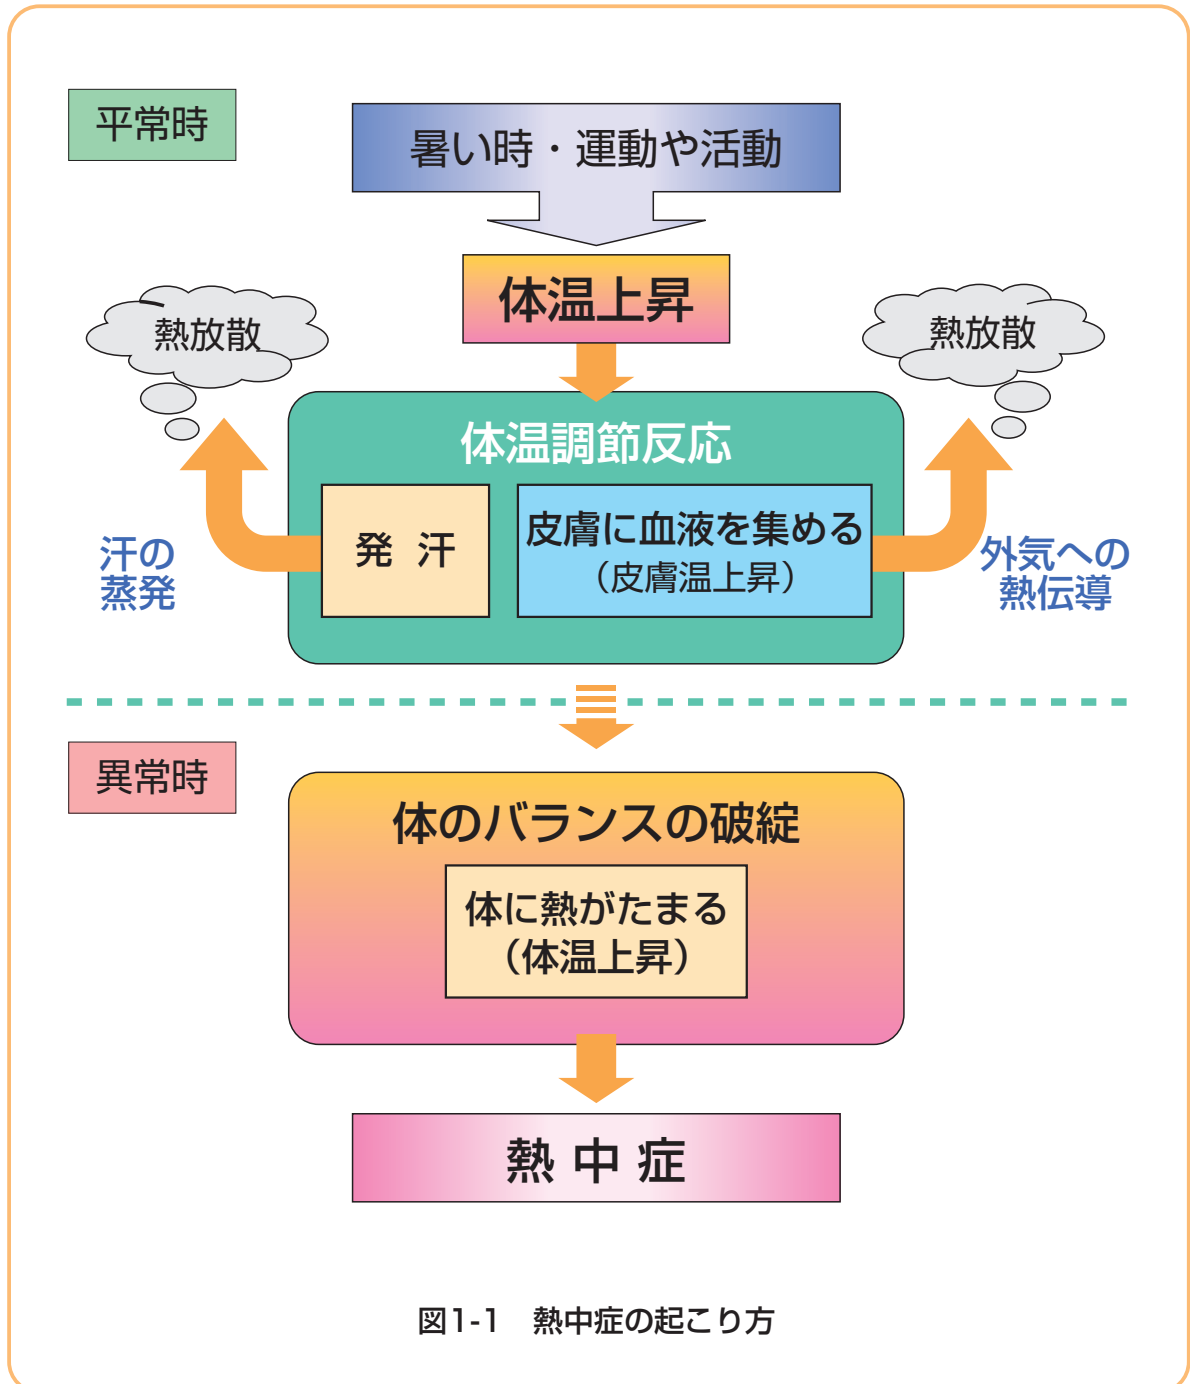 平常時
暑い時・運動や活動
体温上昇
熱放散
熱放散
体温調節反応
発 汗
皮膚に血液を集める
（皮膚温上昇）
汗の
蒸発
外気への
熱伝導
異常時
体のバランスの破綻
体に熱がたまる
（体温上昇）
熱 中 症
図1-1　熱中症の起こり方